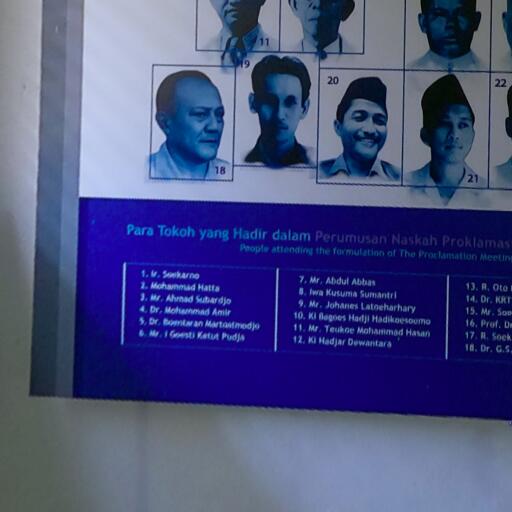 11
19
20
22
18
21
Para Tokoh yang Hadir dalam Perumusan Naskah Proklamas
People attending the formulation of The Proclamation Meetin
1. Ir. Soekarno
2. Mohammad Hatta
3. Mr. Ahmad Subardjo
4. Dr. Mohammad Amir
5. Dr. Boentaran Martoatmodjo
6. Mr. I Goesti Ketut Pudja
7. Mr. Abdul Abbas
8. Iwa Kusuma Sumantri
9. Mr. Johanes Latoeharhary
10. Ki Bagoes Hadji Hadikoesoemo
11. Mr. Teukoe Mohammad Hasan
12. Ki Hadjar Dewantara
13. R. Oto
14. Dr. KRT
15. Mr. Soe
16. Prof. Dr
17. R. Soek
18. Dr. G.S.